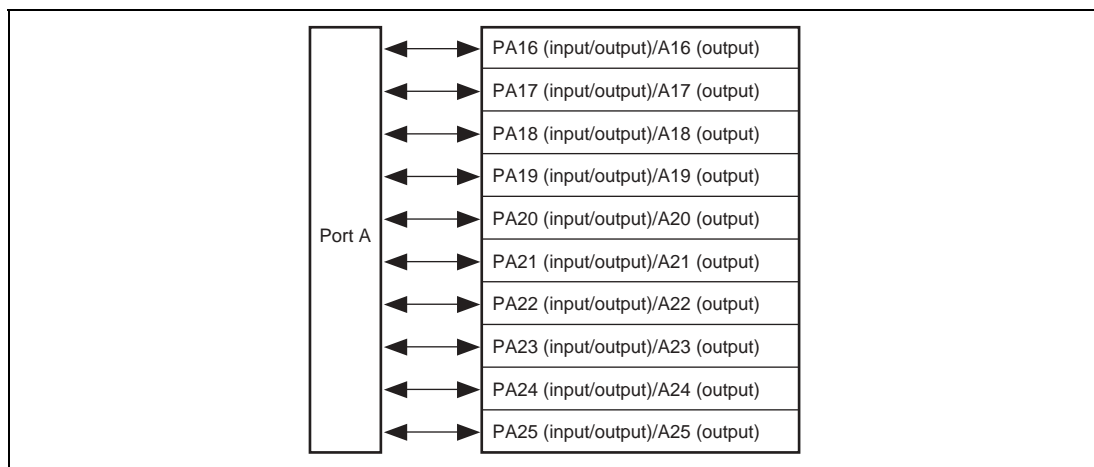 Port A
PA16 (input/output)/A16 (output)
PA17 (input/output)/A17 (output)
PA18 (input/output)/A18 (output)
PA19 (input/output)/A19 (output)
PA20 (input/output)/A20 (output)
PA21 (input/output)/A21 (output)
PA22 (input/output)/A22 (output)
PA23 (input/output)/A23 (output)
PA24 (input/output)/A24 (output)
PA25 (input/output)/A25 (output)